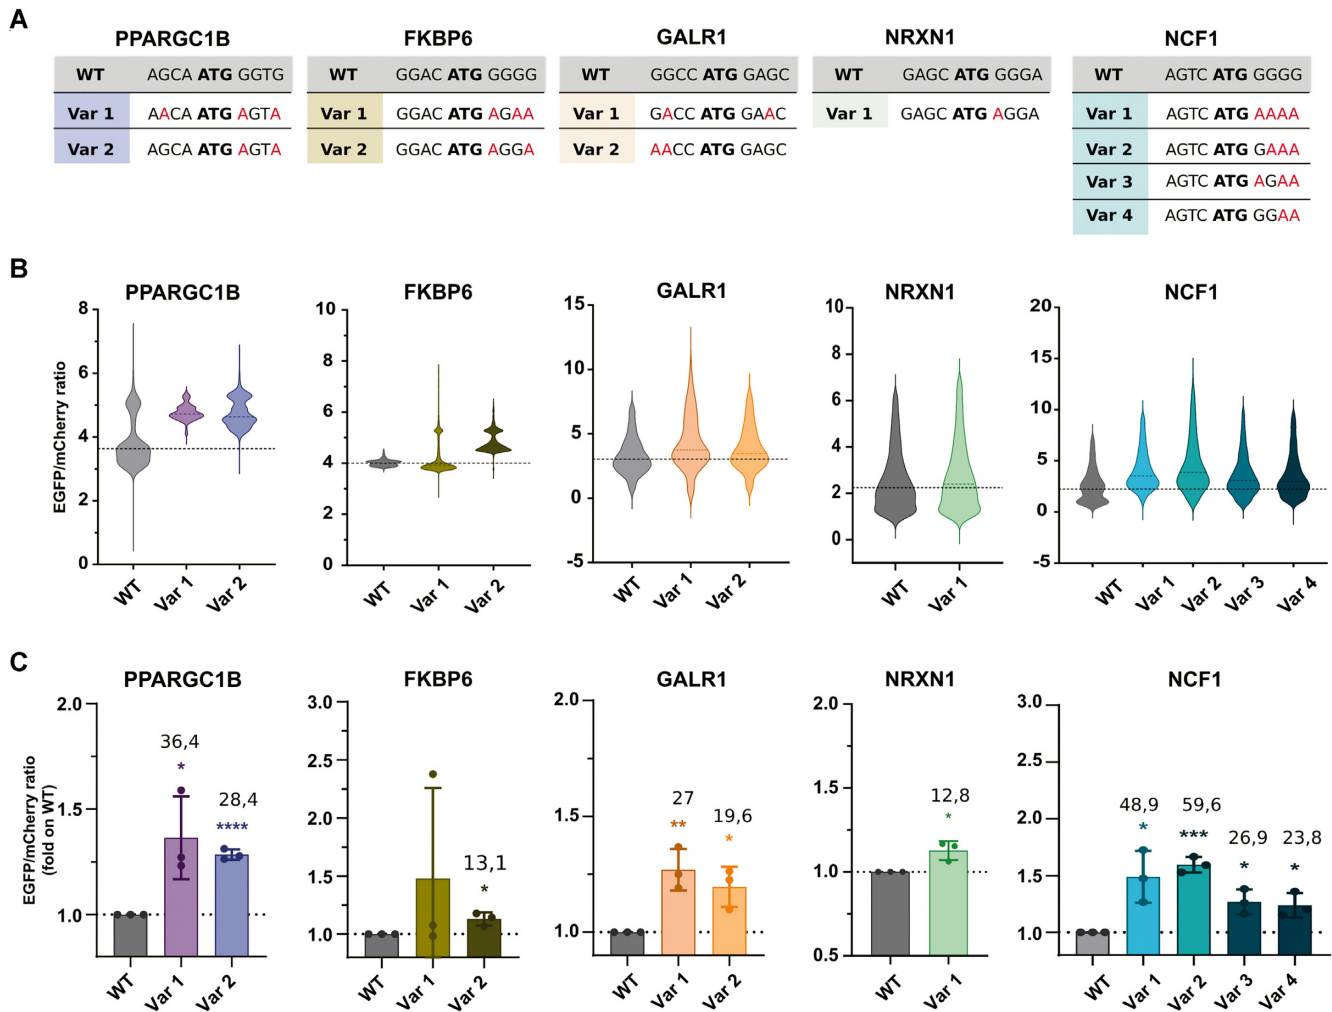 A
PPARGC1B FKBP6 GALR1 NRXN1 NCF1
WT AGCA ATG GGTG WT GGAC ATG GGGG WT GGCC ATG GAGC WT GAGC ATG GGGA WT AGTC ATG GGGG
Var 1 AACA ATG AGTA Var 1 GGAC ATG AGAA Var 1 GACC ATG GAAC Var 1 GAGC ATG AGGA Var 1 AGTC ATG AAAA
Var 2 AGCA ATG AGTA Var 2 GGAC ATG AGGA Var 2 AACC ATG GAGC Var 2 AGTC ATG GAAA
Var 3 AGTC ATG AGAA
Var 4 AGTC ATG GGAA
B
PPARGC1B
EGFP/mCherry ratio
8
6
4
2
0
WT Var 1 Var 2
FKBP6
10
8
6
4
2
0
WT Var 1 Var 2
GALR1
15
10
5
0
-5
WT Var 1 Var 2
NRXN1
10
8
6
4
2
0
WT Var 1
NCF1
20
15
10
5
0
-5
WT Var 1 Var 2 Var 3 Var 4
C
PPARGC1B
EGFP/mCherry ratio
(fold on WT)
2.0
1.5
1.0
36,4
*
28,4
****
WT Var 1 Var 2
FKBP6
3.0
2.5
2.0
1.5
1.0
13,1
*
WT Var 1 Var 2
GALR1
2.0
1.5
1.0
27
**
19,6
*
WT Var 1 Var 2
NRXN1
2.0
1.5
1.0
0.5
12,8
*
WT Var 1
NCF1
3.0
2.5
2.0
1.5
1.0
48,9
*
59,6
***
26,9
*
23,8
*
WT Var 1 Var 2 Var 3 Var 4